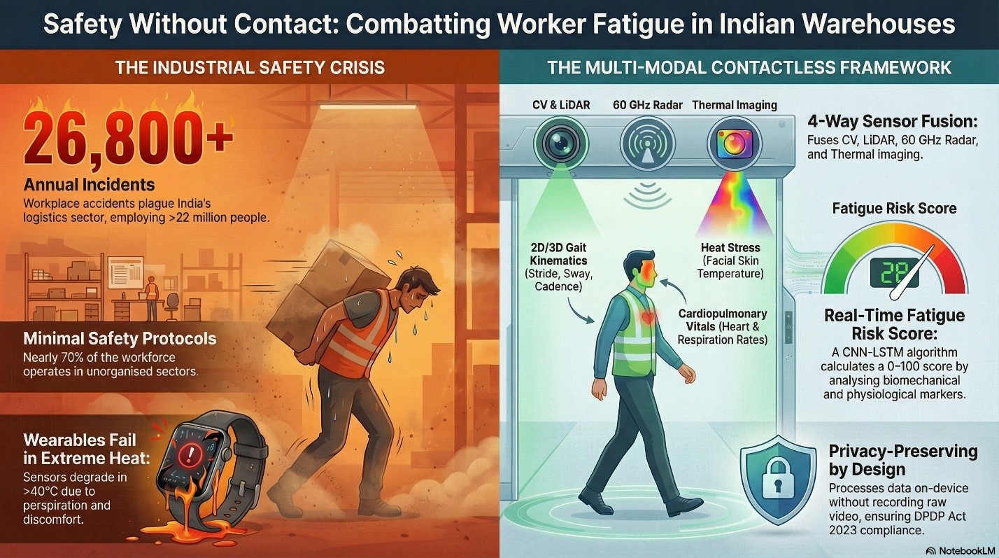 Safety Without Contact: Combatting Worker Fatigue in Indian Warehouses
THE INDUSTRIAL SAFETY CRISIS
26,800+
Annual Incidents
Workplace accidents plague India's
logistics sector, employing >22 million people.
Minimal Safety Protocols
Nearly 70% of the workforce
operates in unorganised sectors.
Wearables Fail
in Extreme Heat:
Sensors degrade in
>40°C due to
perspiration and
discomfort.
THE MULTI-MODAL CONTACTLESS FRAMEWORK
CV & LiDAR
60 GHz Radar
Thermal Imaging
4-Way Sensor Fusion:
Fuses CV, LiDAR, 60 GHz Radar,
and Thermal imaging.
2D/3D Gait
Kinematics
(Stride, Sway,
Cadence)
Heat Stress
(Facial Skin
Temperature)
Cardiopulmonary
Vitals (Heart &
Respiration Rates)
Fatigue Risk Score
28
Real-Time Fatigue
Risk Score:
A CNN-LSTM algorithm
calculates a 0–100 score by
analysing biomechanical
and physiological markers.
Privacy-Preserving
by Design
Processes data on-device
without recording raw
video, ensuring DPDP Act
2023 compliance.
NotebookLM